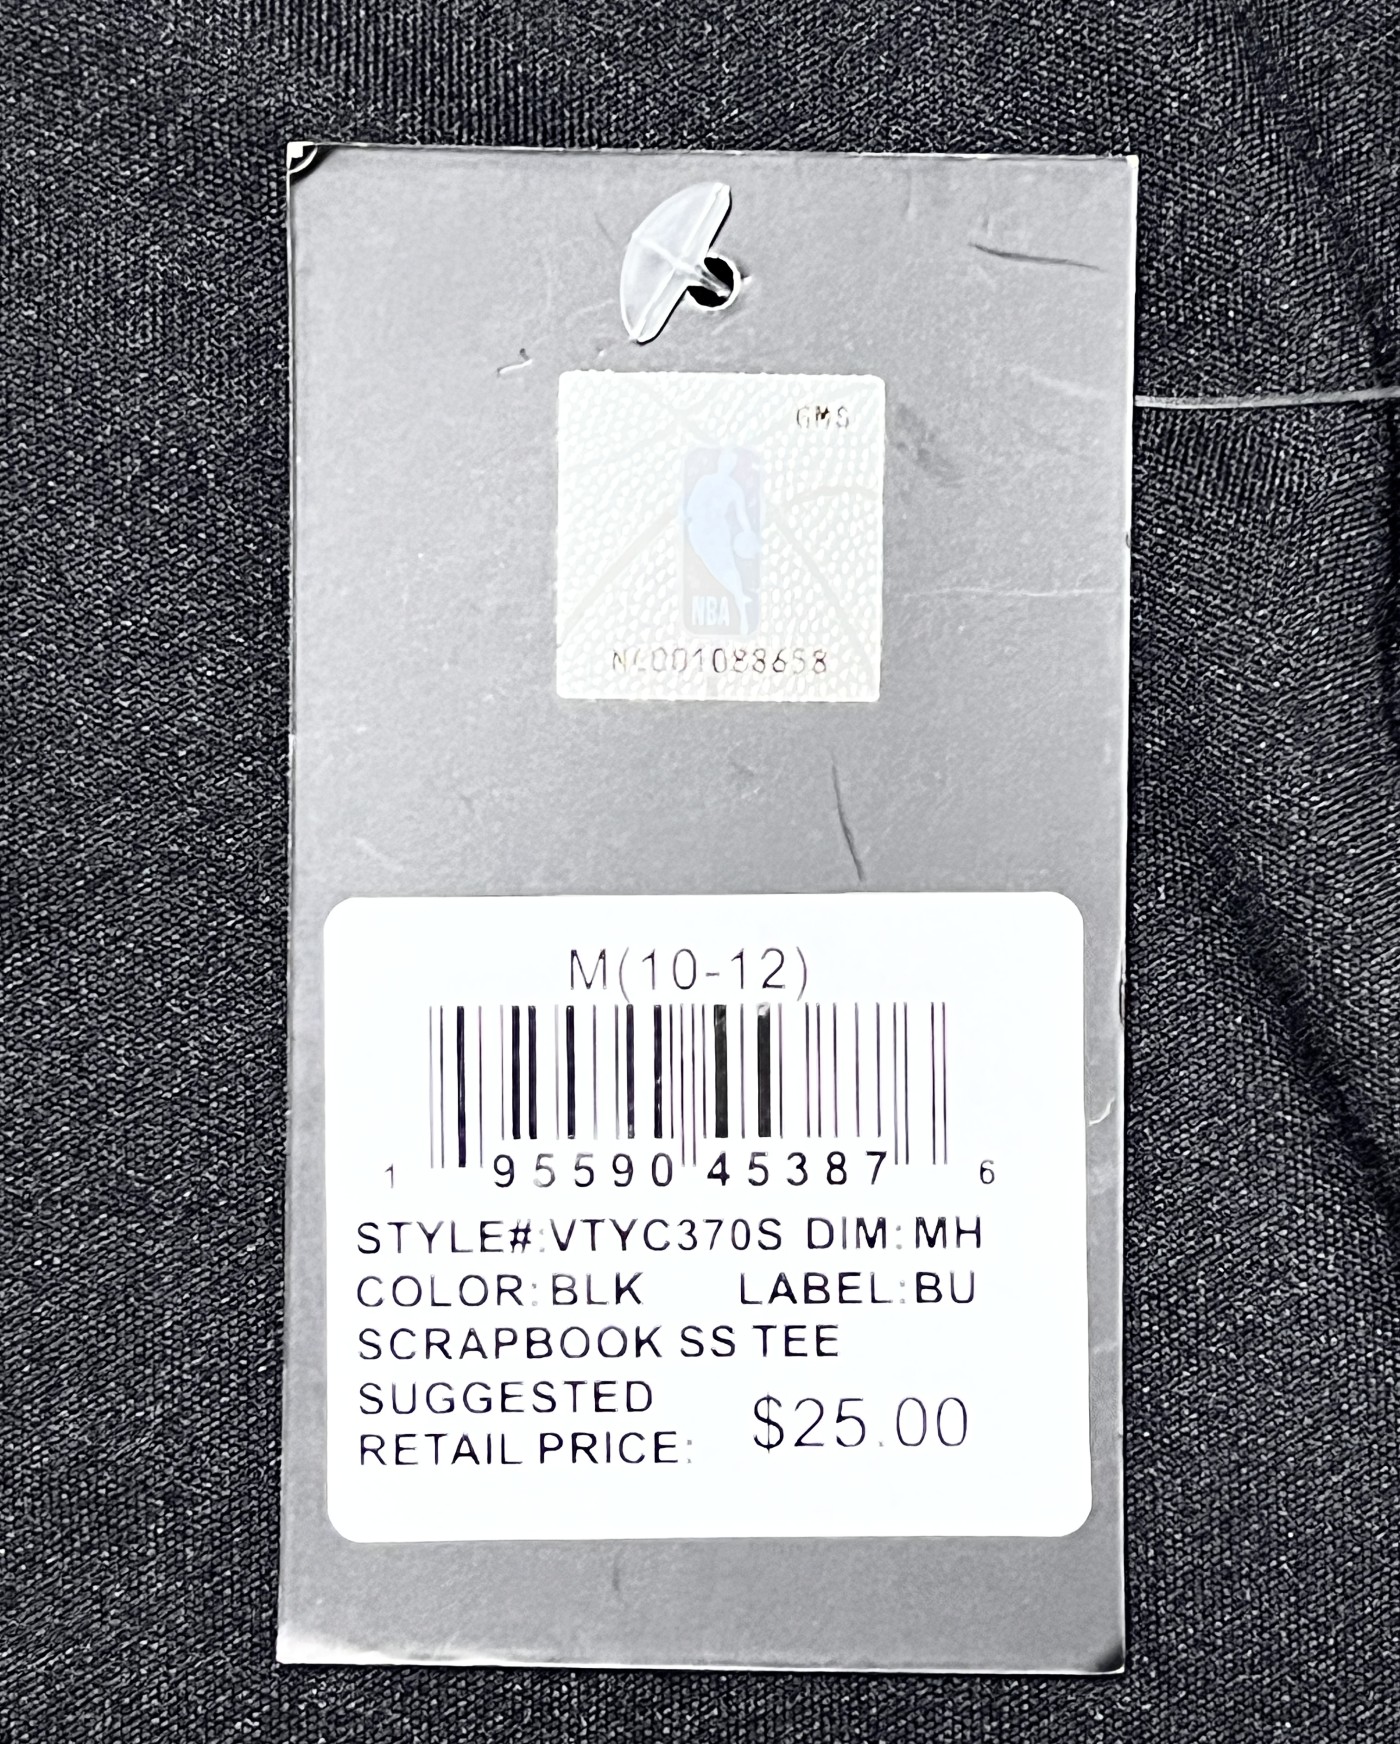 GMS
NBA
M(10-12)
1 95590 45387 6
STYLE#:VTYC370S DIM:MH
COLOR:BLK LABEL:BU
SCRAPBOOK SS TEE
SUGGESTED
RETAIL PRICE: $25.00